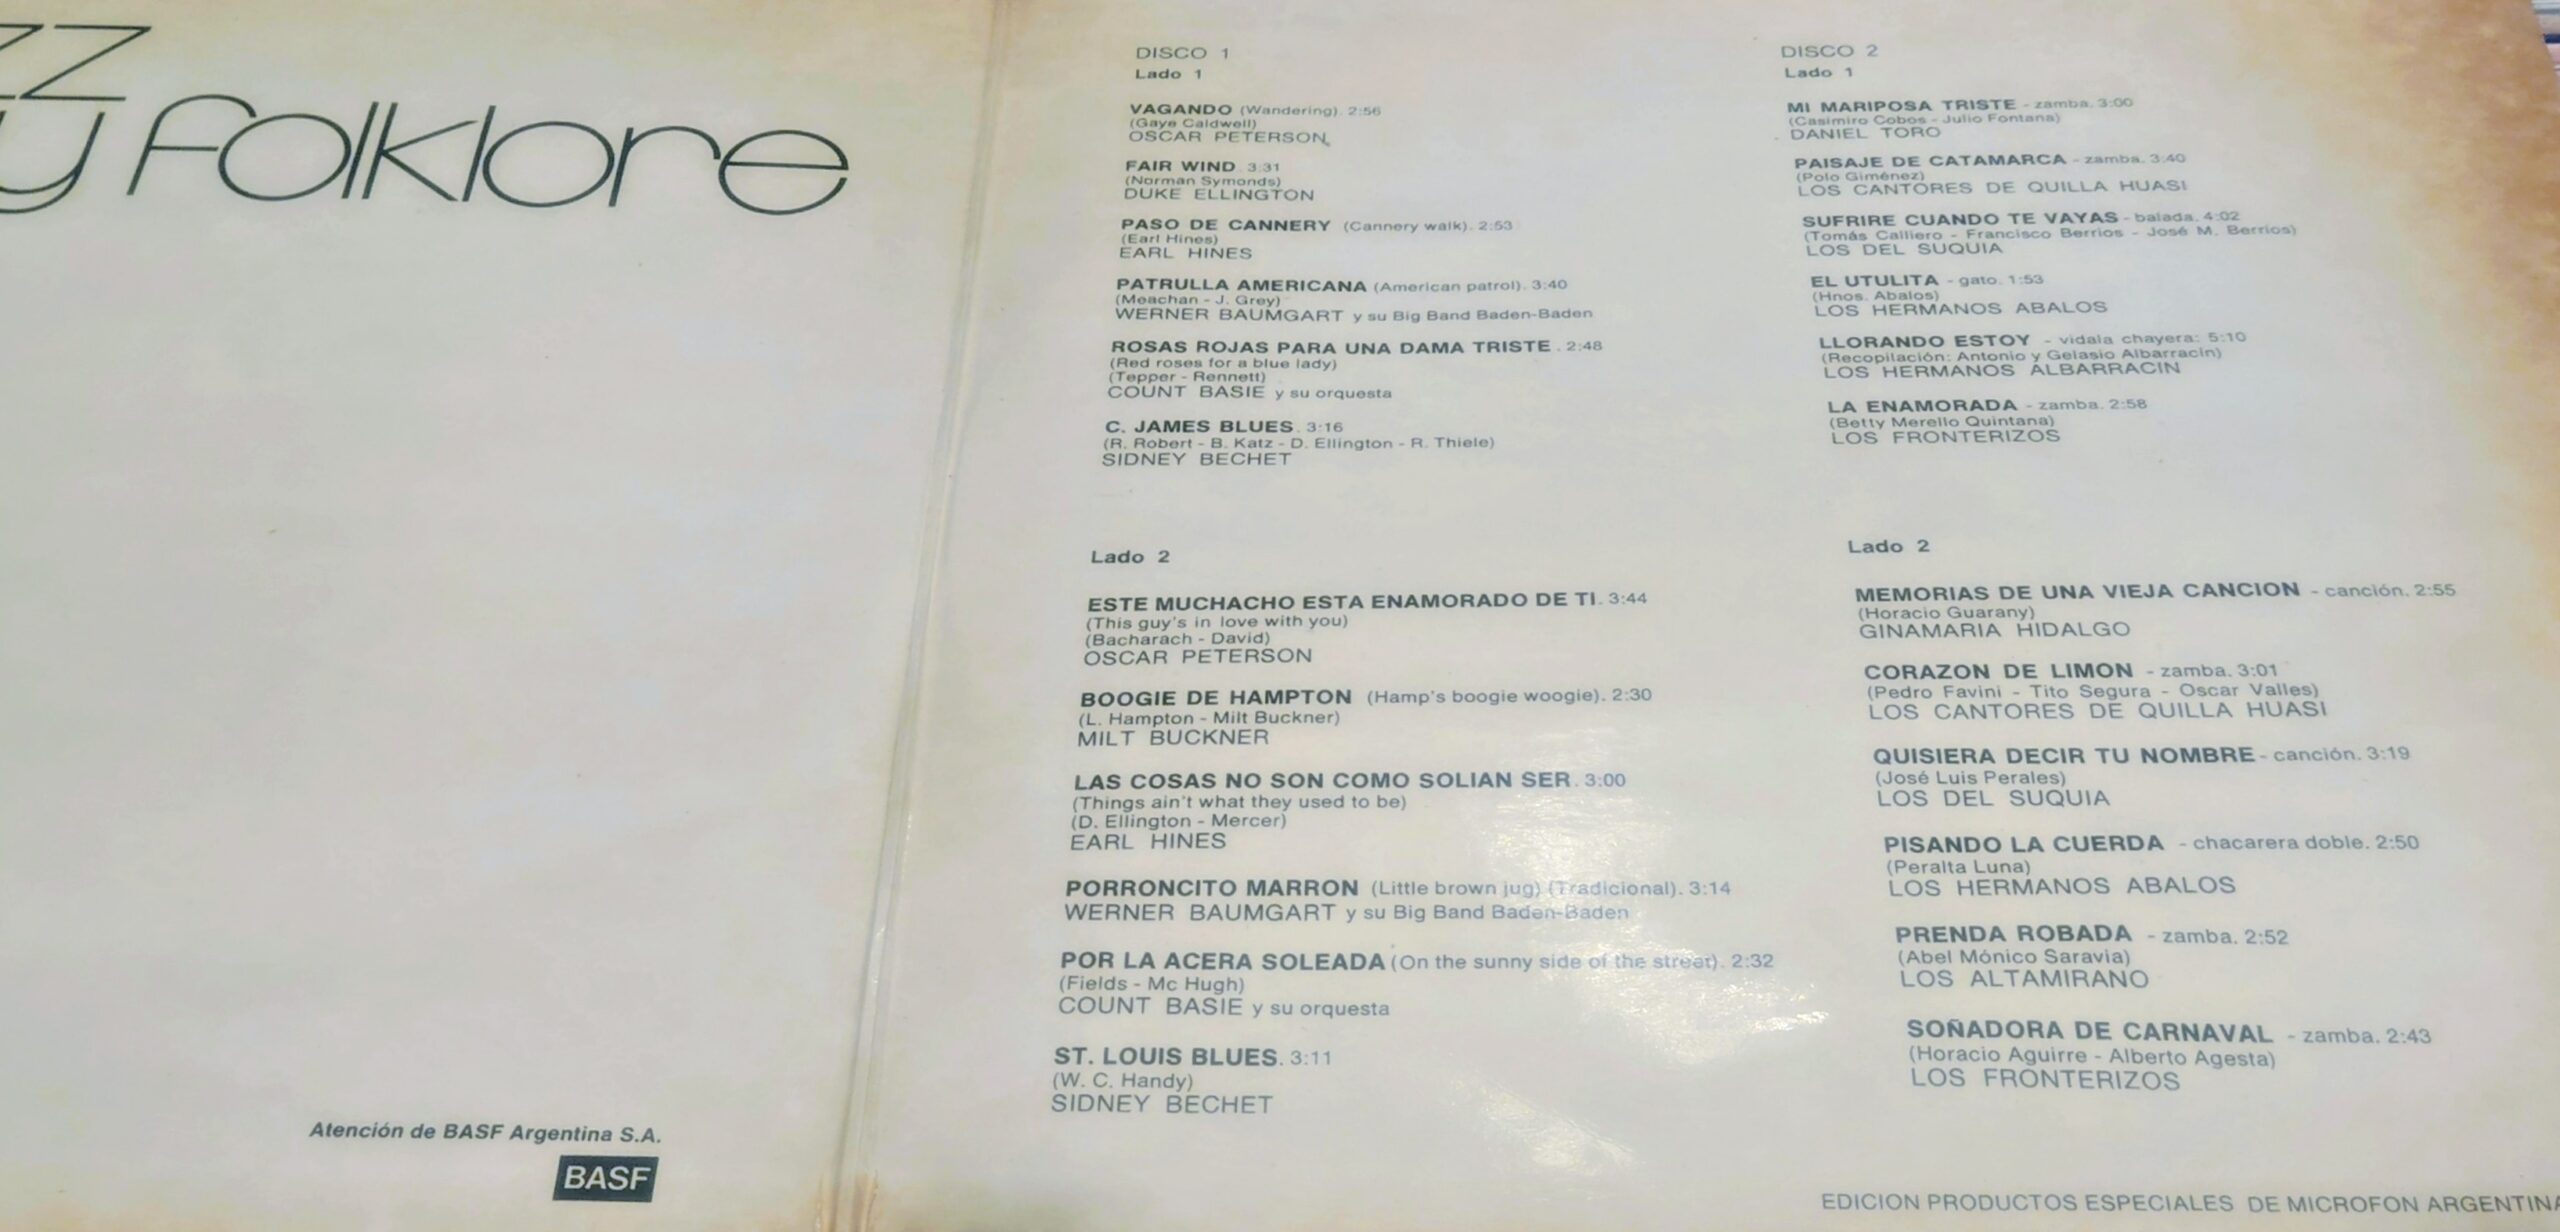 zz
y folklore
Atención de BASF Argentina S.A.
BASF
DISCO 1
Lado 1
VAGANDO (Wandering). 2:56
(Gaye Caldwell)
OSCAR PETERSON
FAIR WIND. 3:31
(Norman Symonds)
DUKE ELLINGTON
PASO DE CANNERY (Cannery walk). 2:53
(Earl Hines)
EARL HINES
PATRULLA AMERICANA (American patrol). 3:40
(Meachan - J. Grey)
WERNER BAUMGART y su Big Band Baden-Baden
ROSAS ROJAS PARA UNA DAMA TRISTE. 2:48
(Red roses for a blue lady)
(Tepper - Rennett)
COUNT BASIE y su orquesta
C. JAMES BLUES. 3:16
(R. Robert - B. Katz - D. Ellington - R. Thiele)
SIDNEY BECHET
Lado 2
ESTE MUCHACHO ESTA ENAMORADO DE TI. 3:44
(This guy's in love with you)
(Bacharach - David)
OSCAR PETERSON
BOOGIE DE HAMPTON (Hamp's boogie woogie). 2:30
(L. Hampton - Milt Buckner)
MILT BUCKNER
LAS COSAS NO SON COMO SOLIAN SER. 3:00
(Things ain't what they used to be)
(D. Ellington - Mercer)
EARL HINES
PORRONCITO MARRON (Little brown jug) (Tradicional). 3:14
WERNER BAUMGART y su Big Band Baden-Baden
POR LA ACERA SOLEADA (On the sunny side of the street). 2:32
(Fields - Mc Hugh)
COUNT BASIE y su orquesta
ST. LOUIS BLUES. 3:11
(W. C. Handy)
SIDNEY BECHET
DISCO 2
Lado 1
MI MARIPOSA TRISTE - zamba. 3:00
(Casimiro Cobos - Julio Fontana)
DANIEL TORO
PAISAJE DE CATAMARCA - zamba. 3:40
(Polo Giménez)
LOS CANTORES DE QUILLA HUASI
SUFRIRE CUANDO TE VAYAS - balada. 4:02
(Tomás Calliero - Francisco Berrios - José M. Berrios)
LOS DEL SUQUIA
EL UTULITA - gato. 1:53
(Hnos. Abalos)
LOS HERMANOS ABALOS
LLORANDO ESTOY - vidala chayera: 5:10
(Recopilación: Antonio y Gelasio Albarracín)
LOS HERMANOS ALBARRACIN
LA ENAMORADA - zamba. 2:58
(Betty Merello Quintana)
LOS FRONTERIZOS
Lado 2
MEMORIAS DE UNA VIEJA CANCION - canción. 2:55
(Horacio Guarany)
GINAMARIA HIDALGO
CORAZON DE LIMON - zamba. 3:01
(Pedro Favini - Tito Segura - Oscar Valles)
LOS CANTORES DE QUILLA HUASI
QUISIERA DECIR TU NOMBRE - canción. 3:19
(José Luis Perales)
LOS DEL SUQUIA
PISANDO LA CUERDA - chacarera doble. 2:50
(Peralta Luna)
LOS HERMANOS ABALOS
PRENDA ROBADA - zamba. 2:52
(Abel Mónico Saravia)
LOS ALTAMIRANO
SOÑADORA DE CARNAVAL - zamba. 2:43
(Horacio Aguirre - Alberto Agesta)
LOS FRONTERIZOS
EDICION PRODUCTOS ESPECIALES DE MICROFON ARGENTINA